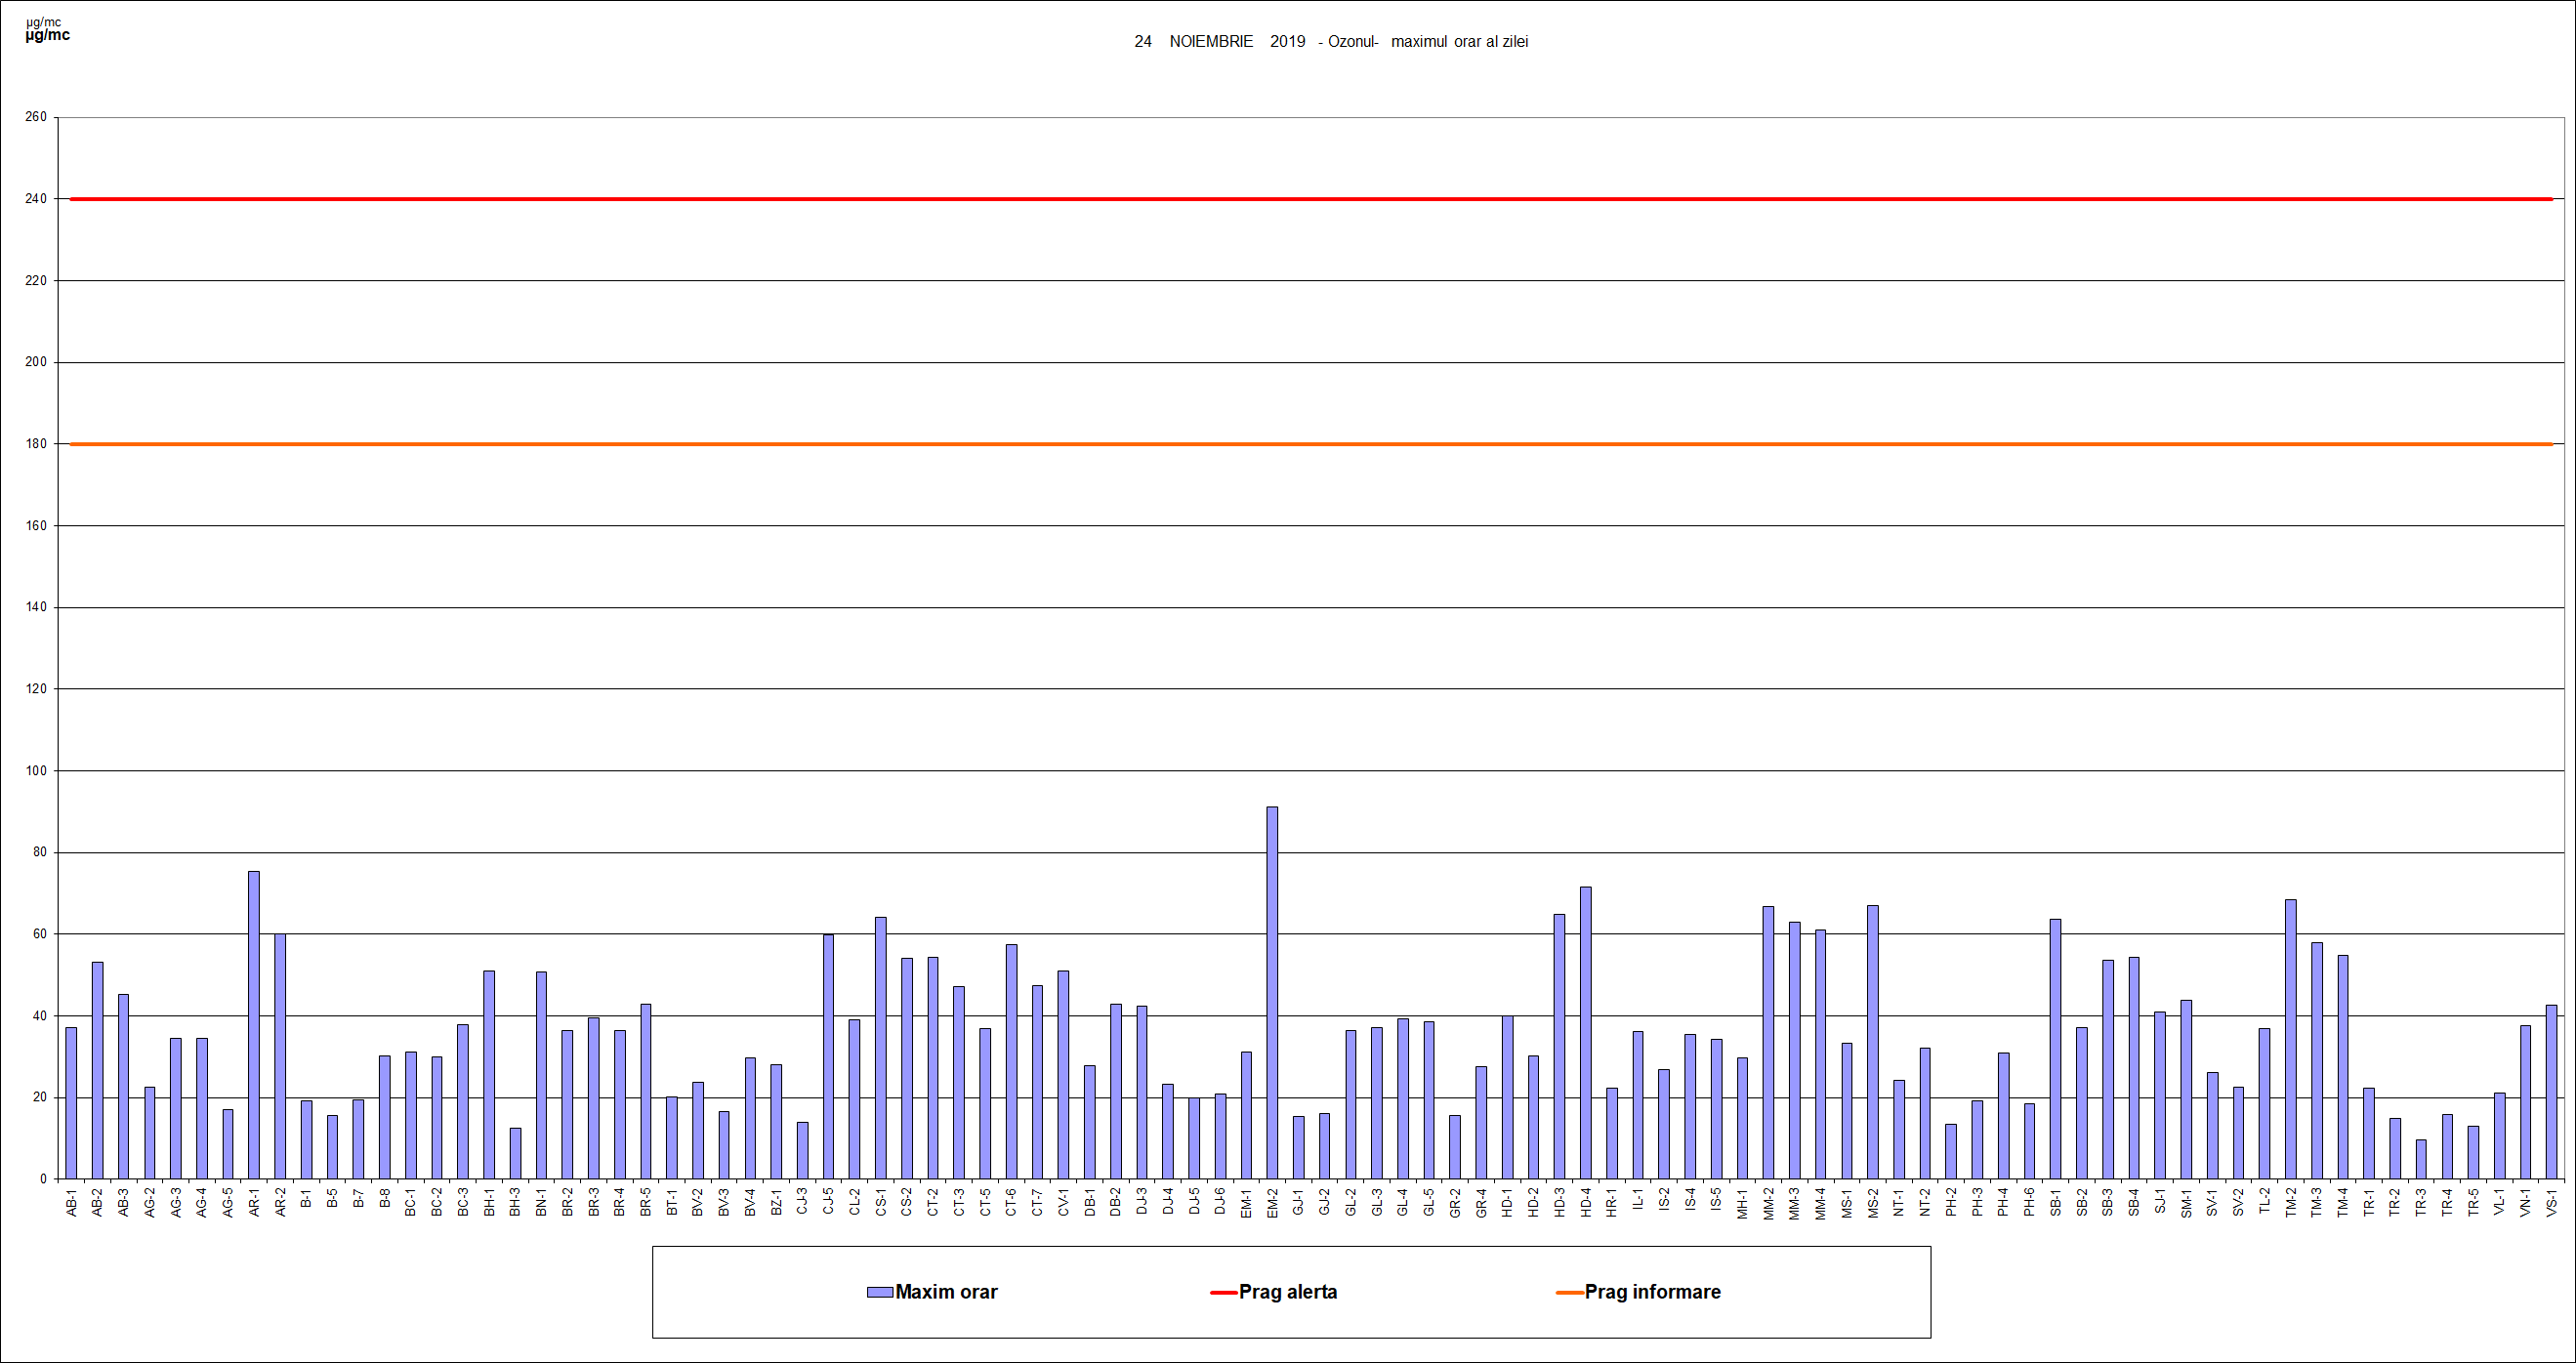 µg/mc
µg/mc
24 NOIEMBRIE 2019 - Ozonul- maximul orar al zilei
260
240
220
200
180
160
140
120
100
80
60
40
20
0
AB-1 AB-2 AB-3 AG-2 AG-3 AG-4 AG-5 AR-1 AR-2 B-1 B-5 B-7 B-8 BC-1 BC-2 BC-3 BH-1 BH-3 BN-1 BR-2 BR-3 BR-4 BR-5 BT-1 BV-2 BV-3 BV-4 BZ-1 CJ-3 CJ-5 CL-2 CS-1 CS-2 CT-2 CT-3 CT-5 CT-6 CT-7 CV-1 DB-1 DB-2 DJ-3 DJ-4 DJ-5 DJ-6 EM-1 EM-2 GJ-1 GJ-2 GL-2 GL-3 GL-4 GL-5 GR-2 GR-4 HD-1 HD-2 HD-3 HD-4 HR-1 IL-1 IS-2 IS-4 IS-5 MH-1 MM-2 MM-3 MM-4 MS-1 MS-2 NT-1 NT-2 PH-2 PH-3 PH-4 PH-6 SB-1 SB-2 SB-3 SB-4 SJ-1 SM-1 SV-1 SV-2 TL-2 TM-2 TM-3 TM-4 TR-1 TR-2 TR-3 TR-4 TR-5 VL-1 VN-1 VS-1
Maxim orar Prag alerta Prag informare